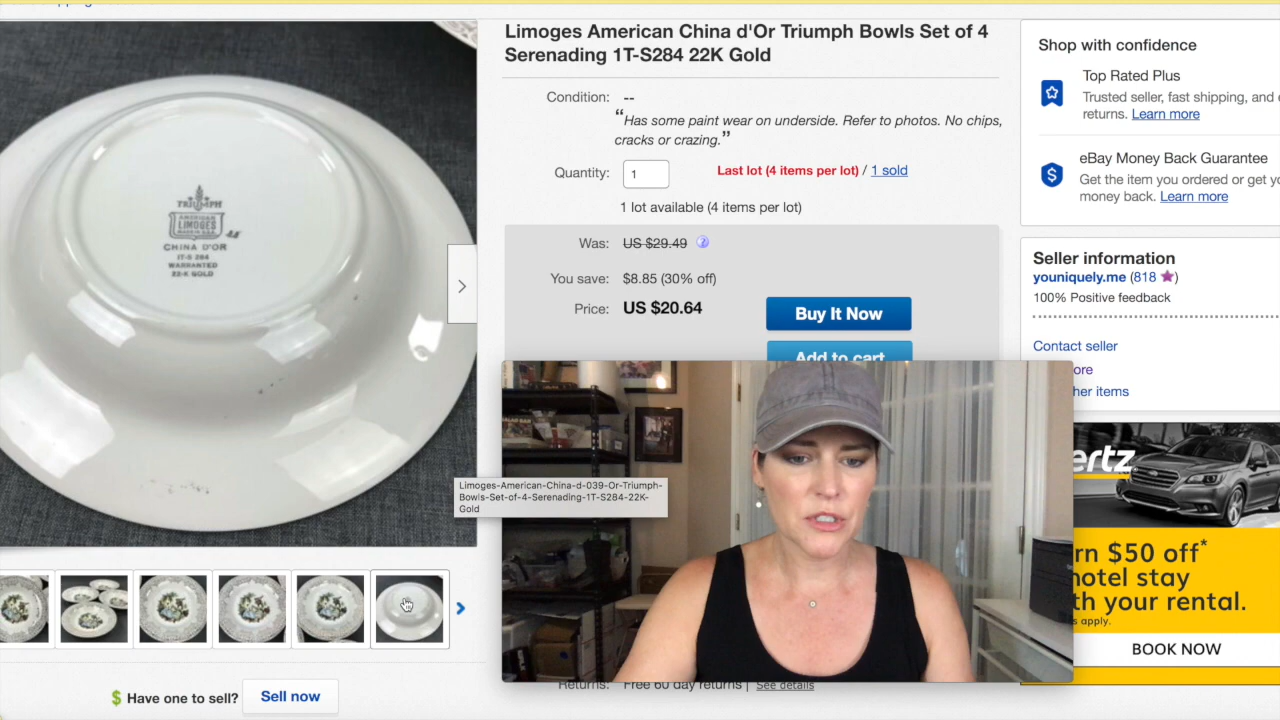 Limoges American China d'Or Triumph Bowls Set of 4
Serenading 1T-S284 22K Gold
Condition: --
“Has some paint wear on underside. Refer to photos. No chips,
cracks or crazing.”
Quantity: 1
Last lot (4 items per lot) / 1 sold
1 lot available (4 items per lot)
Was: US $29.49
You save: $8.85 (30% off)
Price: US $20.64
Buy It Now
Add to cart
TRIUMPH
AMERICAN
LIMOGES
CHINA D'OR
IT-S 284
WARRANTED
22-K GOLD
Limoges-American-China-d-039-Or-Triumph-
Bowls-Set-of-4-Serenading-1T-S284-22K-
Gold
$ Have one to sell? Sell now
Returns: Free 60 day returns | See details
Shop with confidence
Top Rated Plus
Trusted seller, fast shipping, and
returns. Learn more
eBay Money Back Guarantee
Get the item you ordered or get
money back. Learn more
Seller information
youniquely.me (818)
100% Positive feedback
Contact seller
ore
her items
ertz.
rn $50 off*
hotel stay
th your rental.
s apply.
BOOK NOW